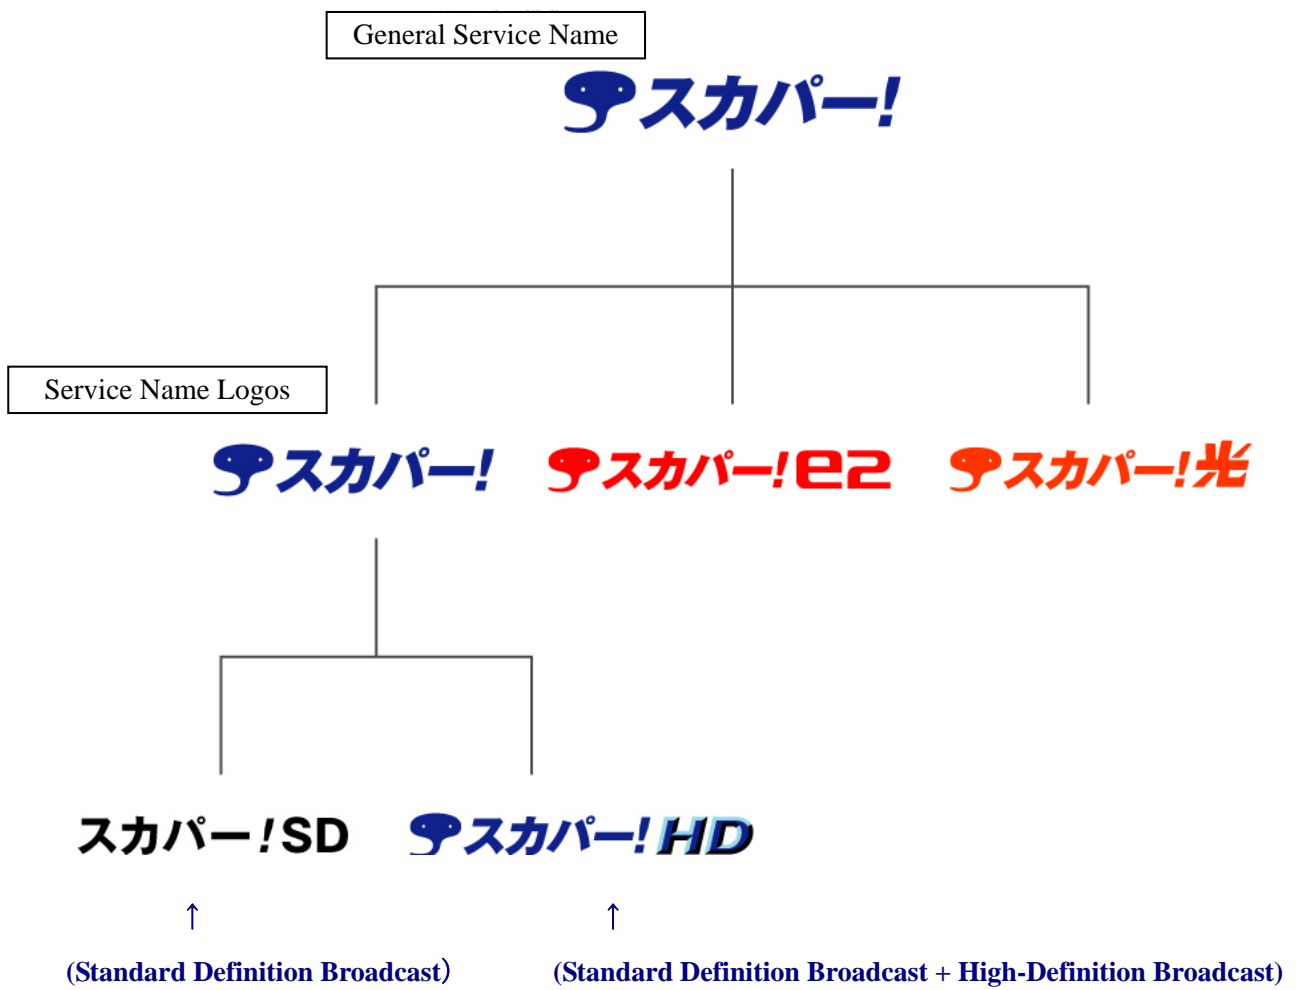 General Service Name
スカパー!
Service Name Logos
スカパー!
スカパー!e2
スカパー!光
スカパー!SD
スカパー!HD
↑
↑
(Standard Definition Broadcast）
(Standard Definition Broadcast + High-Definition Broadcast)